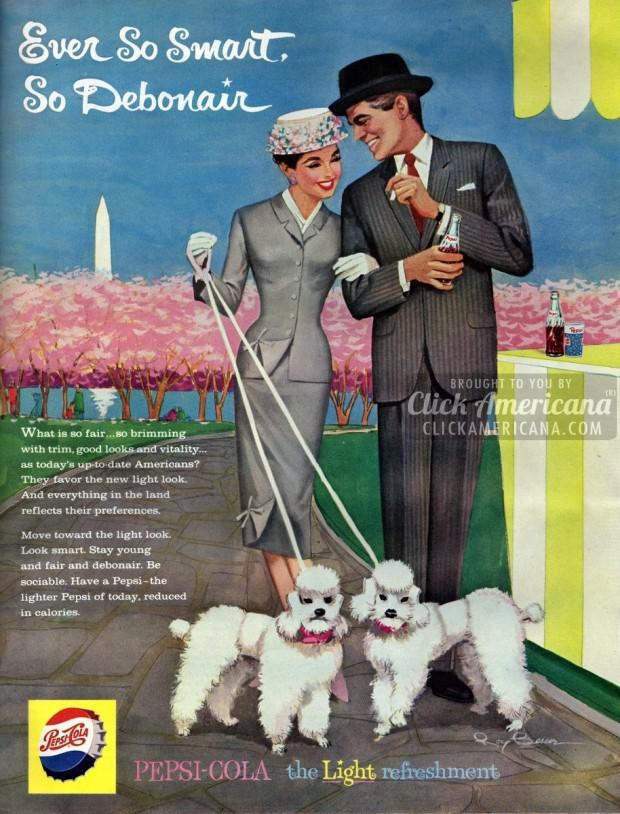 Ever So Smart,
So Debonair
BROUGHT TO YOU BY
Click Americana (R)
CLICKAMERICANA.COM
What is so fair...so brimming
with trim, good looks and vitality...
as today's up-to-date Americans?
They favor the new light look.
And everything in the land
reflects their preferences.
Move toward the light look.
Look smart. Stay young
and fair and debonair. Be
sociable. Have a Pepsi–the
lighter Pepsi of today, reduced
in calories.
PEPSI-COLA
PEPSI-COLA the Light refreshment